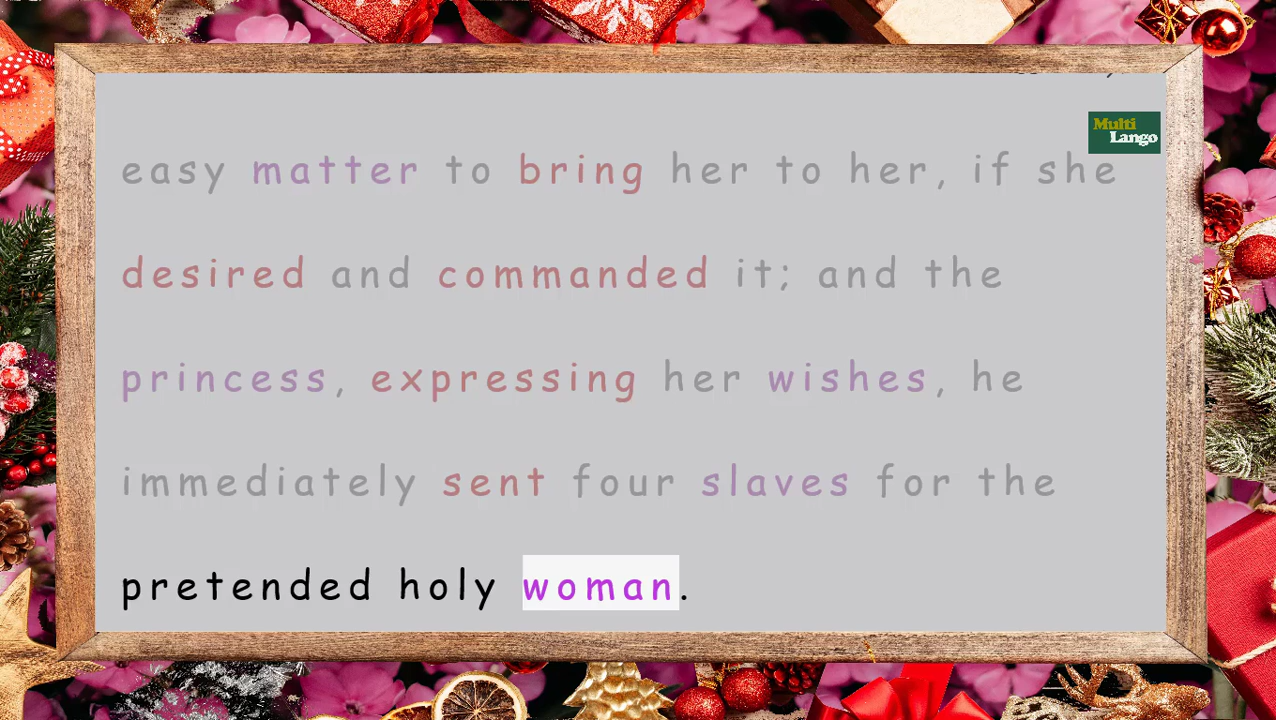 Multi
Lango
easy matter to bring her to her, if she
desired and commanded it; and the
princess, expressing her wishes, he
immediately sent four slaves for the
pretended holy woman.